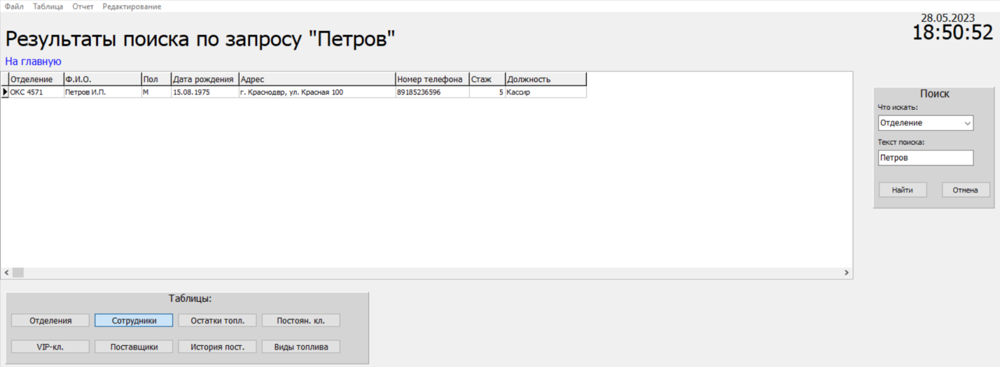 Файл Таблица Отчет Редактирование
28.05.2023
18:50:52
Результаты поиска по запросу "Петров"
На главную
Отделение Ф.И.О. Пол Дата рождения Адрес Номер телефона Стаж Должность
ОКС 4571 Петров И.П. М 15.08.1975 г. Краснодвр, ул. Красная 100 89185236596 5 Кассир
Поиск
Что искать:
Отделение
Текст поиска:
Петров
Найти Отмена
Таблицы:
Отделения Сотрудники Остатки топл. Постоян. кл.
VIP-кл. Поставщики История пост. Виды топлива